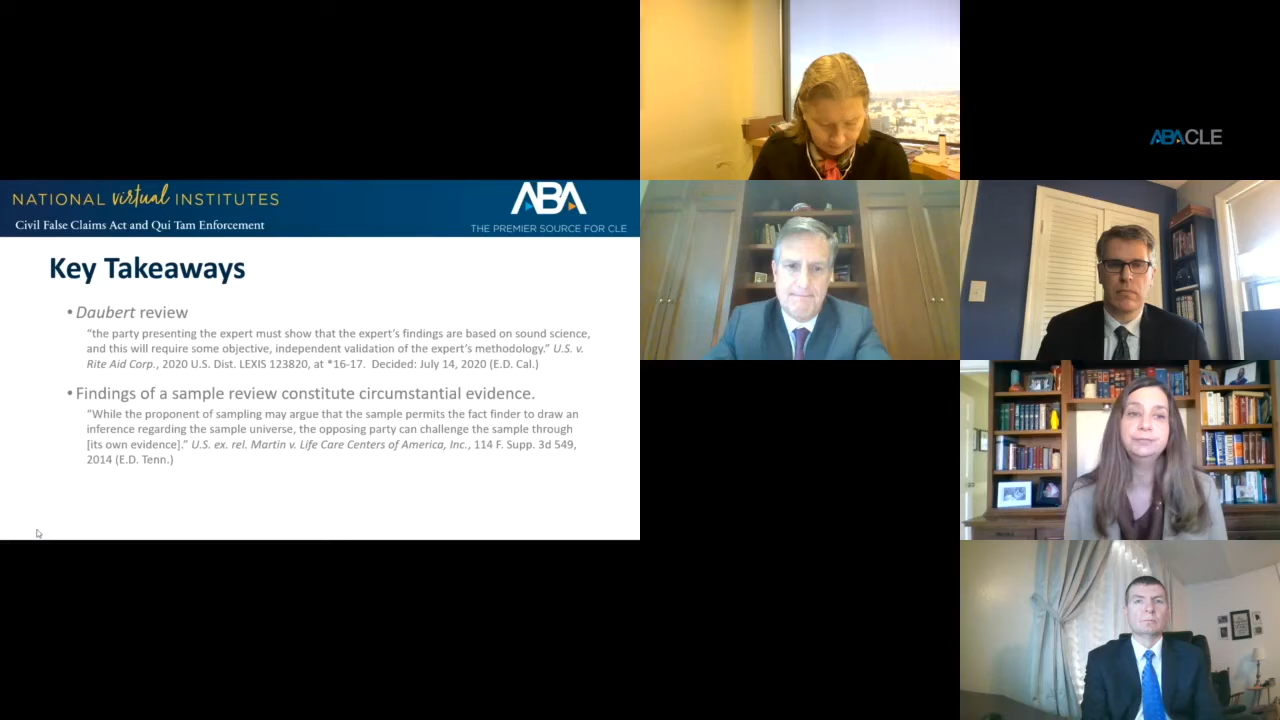 NATIONAL virtual INSTITUTES
Civil False Claims Act and Qui Tam Enforcement
ABA
THE PREMIER SOURCE FOR CLE
Key Takeaways
• Daubert review
“the party presenting the expert must show that the expert’s findings are based on sound science,
and this will require some objective, independent validation of the expert’s methodology.” U.S. v.
Rite Aid Corp., 2020 U.S. Dist. LEXIS 123820, at *16-17. Decided: July 14, 2020 (E.D. Cal.)
• Findings of a sample review constitute circumstantial evidence.
“While the proponent of sampling may argue that the sample permits the fact finder to draw an
inference regarding the sample universe, the opposing party can challenge the sample through
[its own evidence].” U.S. ex. rel. Martin v. Life Care Centers of America, Inc., 114 F. Supp. 3d 549,
2014 (E.D. Tenn.)
ABACLE